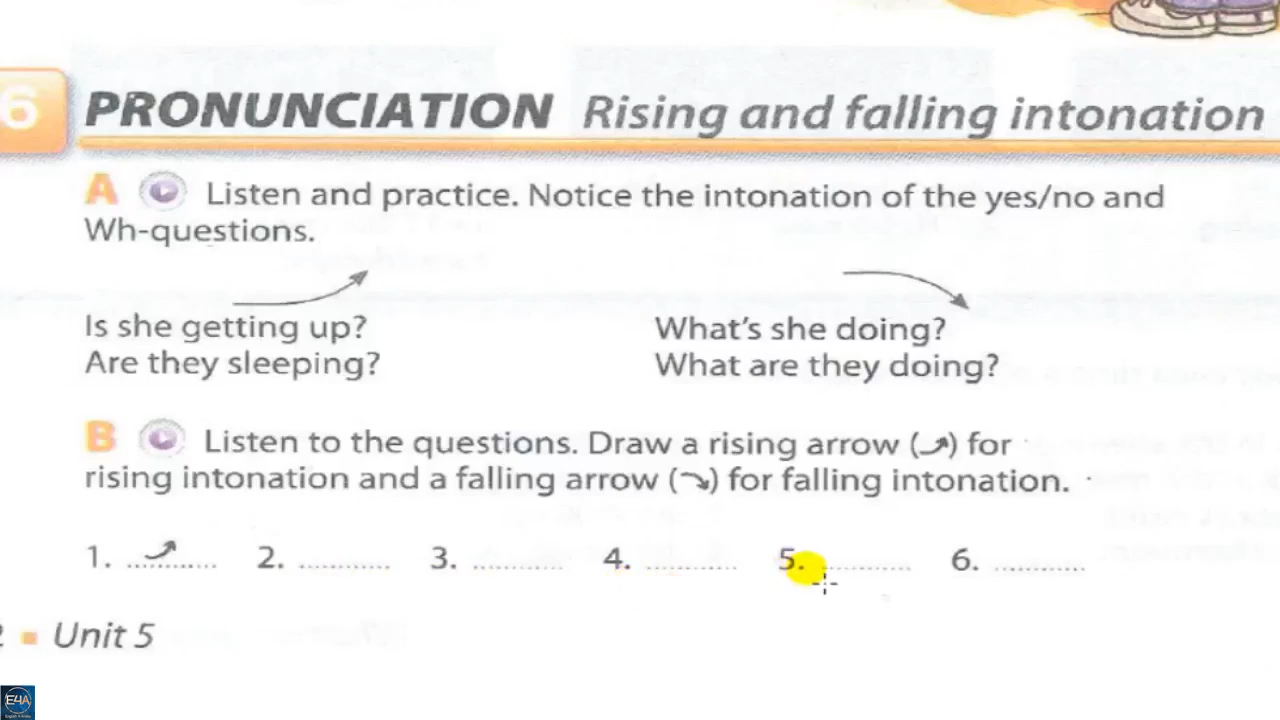 6 PRONUNCIATION Rising and falling intonation
A Listen and practice. Notice the intonation of the yes/no and
Wh-questions.
Is she getting up? What's she doing?
Are they sleeping? What are they doing?
B Listen to the questions. Draw a rising arrow (⤴) for
rising intonation and a falling arrow (⤵) for falling intonation.
1. .......... 2. .......... 3. .......... 4. .......... 5. .......... 6. ..........
▪ Unit 5
E4A